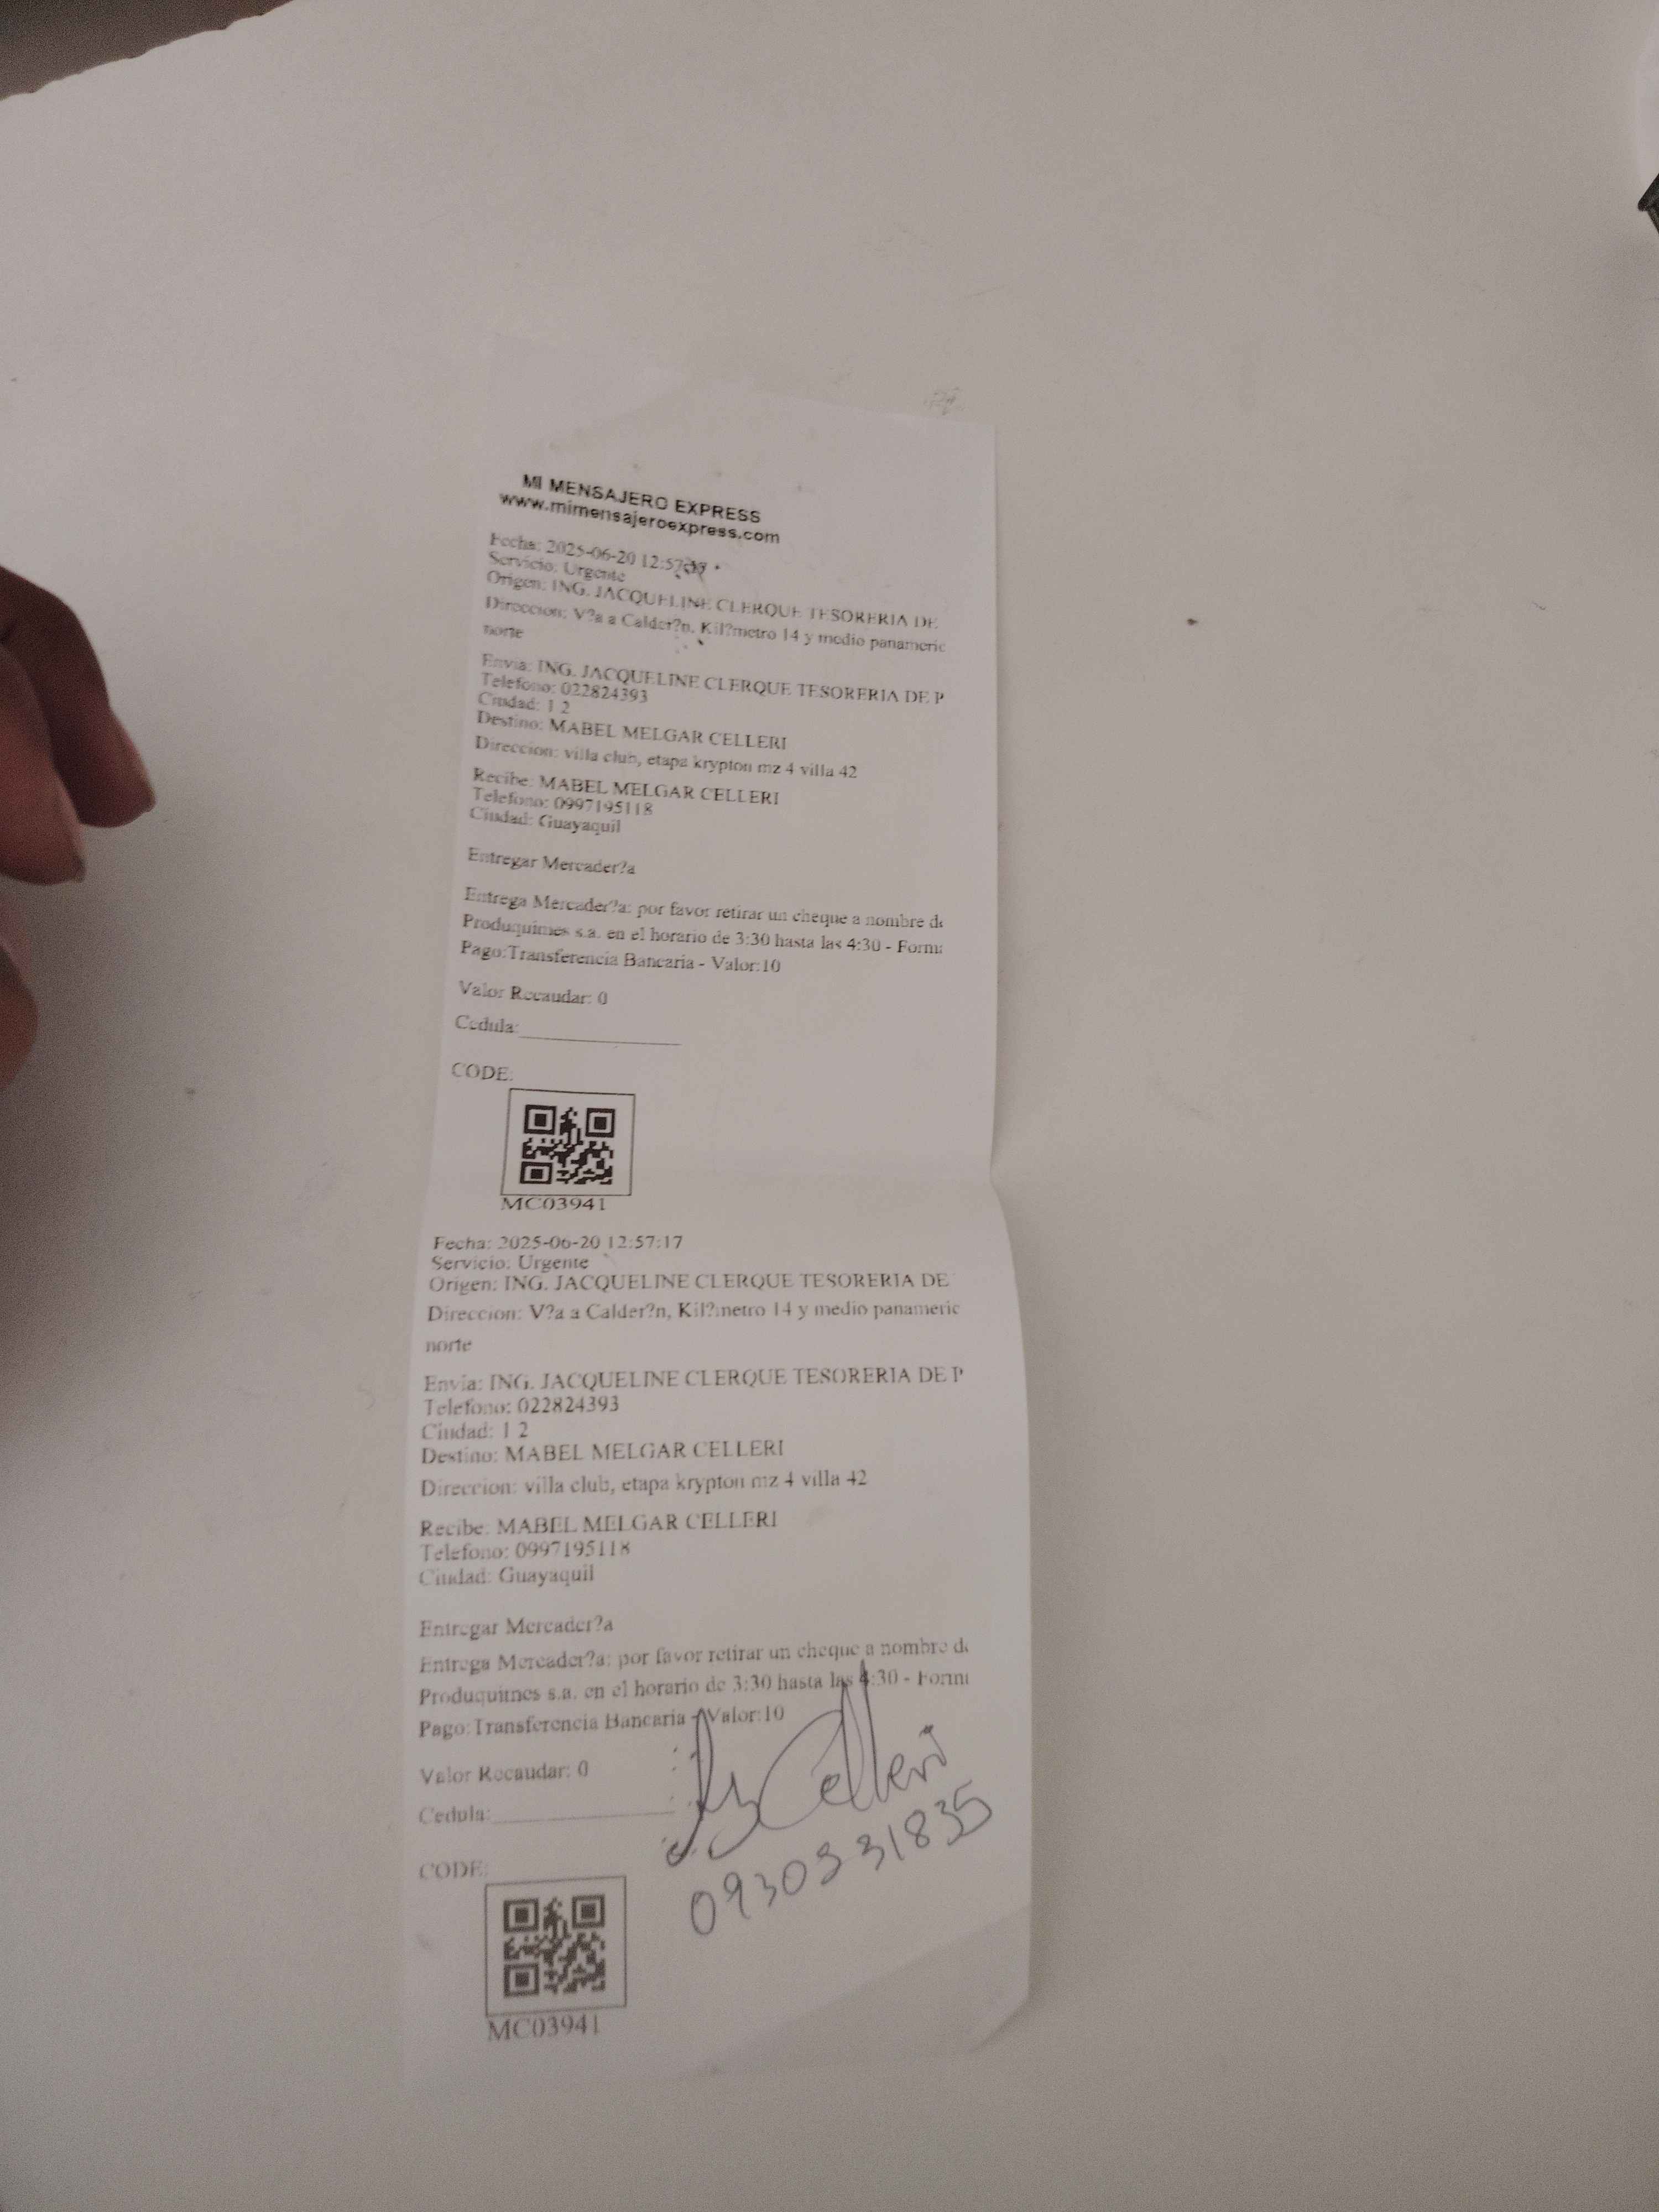 MI MENSAJERO EXPRESS
www.mimensajeroexpress.com
Fecha: 2025-06-20 12:57:17
Servicio: Urgente
Origen: ING. JACQUELINE CLERQUE TESORERIA DE
Direccion: V?a a Calder?n, Kil?metro 14 y medio panameric
norte
Envia: ING. JACQUELINE CLERQUE TESORERIA DE P
Telefono: 022824393
Ciudad: 1 2
Destino: MABEL MELGAR CELLERI
Direccion: villa club, etapa krypton mz 4 villa 42
Recibe: MABEL MELGAR CELLERI
Telefono: 0997195118
Ciudad: Guayaquil
Entregar Mercader?a
Entrega Mercader?a: por favor retirar un cheque a nombre de
Produquimes s.a. en el horario de 3:30 hasta las 4:30 - Forma
Pago:Transferencia Bancaria - Valor:10
Valor Recaudar: 0
Cedula:
CODE:
MC03941
Fecha: 2025-06-20 12:57:17
Servicio: Urgente
Origen: ING. JACQUELINE CLERQUE TESORERIA DE
Direccion: V?a a Calder?n, Kil?metro 14 y medio panameric
norte
Envia: ING. JACQUELINE CLERQUE TESORERIA DE P
Telefono: 022824393
Ciudad: 1 2
Destino: MABEL MELGAR CELLERI
Direccion: villa club, etapa krypton mz 4 villa 42
Recibe: MABEL MELGAR CELLERI
Telefono: 0997195118
Ciudad: Guayaquil
Entregar Mercader?a
Entrega Mercader?a: por favor retirar un cheque a nombre de
Produquimes s.a. en el horario de 3:30 hasta las 4:30 - Forma
Pago:Transferencia Bancaria - Valor:10
Valor Recaudar: 0
Celleri
Cedula:
CODE:
MC03941